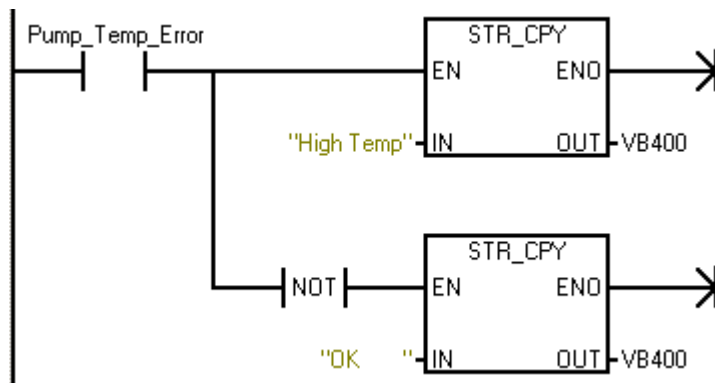 Pump_Temp_Error
STR_CPY
EN ENO
"High Temp" IN OUT VB400
STR_CPY
NOT EN ENO
"OK      " IN OUT VB400